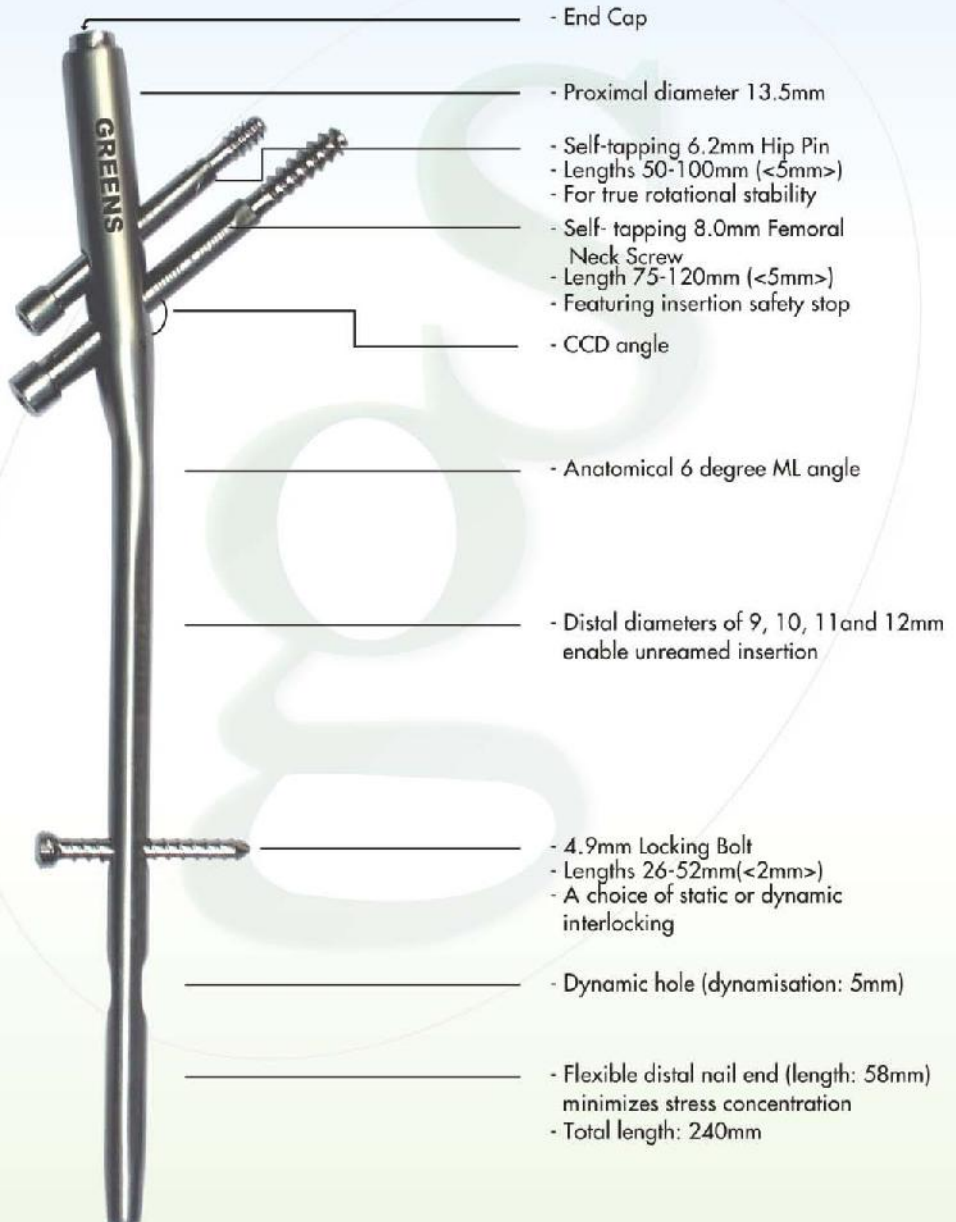 - End Cap
- Proximal diameter 13.5mm
GREENS
- Self-tapping 6.2mm Hip Pin
- Lengths 50-100mm (<5mm>)
- For true rotational stability
- Self- tapping 8.0mm Femoral
Neck Screw
- Length 75-120mm (<5mm>)
- Featuring insertion safety stop
- CCD angle
- Anatomical 6 degree ML angle
- Distal diameters of 9, 10, 11and 12mm
enable unreamed insertion
- 4.9mm Locking Bolt
- Lengths 26-52mm(<2mm>)
- A choice of static or dynamic
interlocking
- Dynamic hole (dynamisation: 5mm)
- Flexible distal nail end (length: 58mm)
minimizes stress concentration
- Total length: 240mm
gs